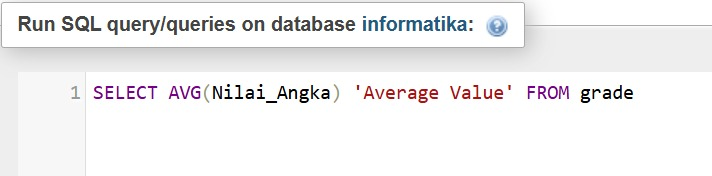 Run SQL query/queries on database informatika:
1 SELECT AVG(Nilai_Angka) 'Average Value' FROM grade